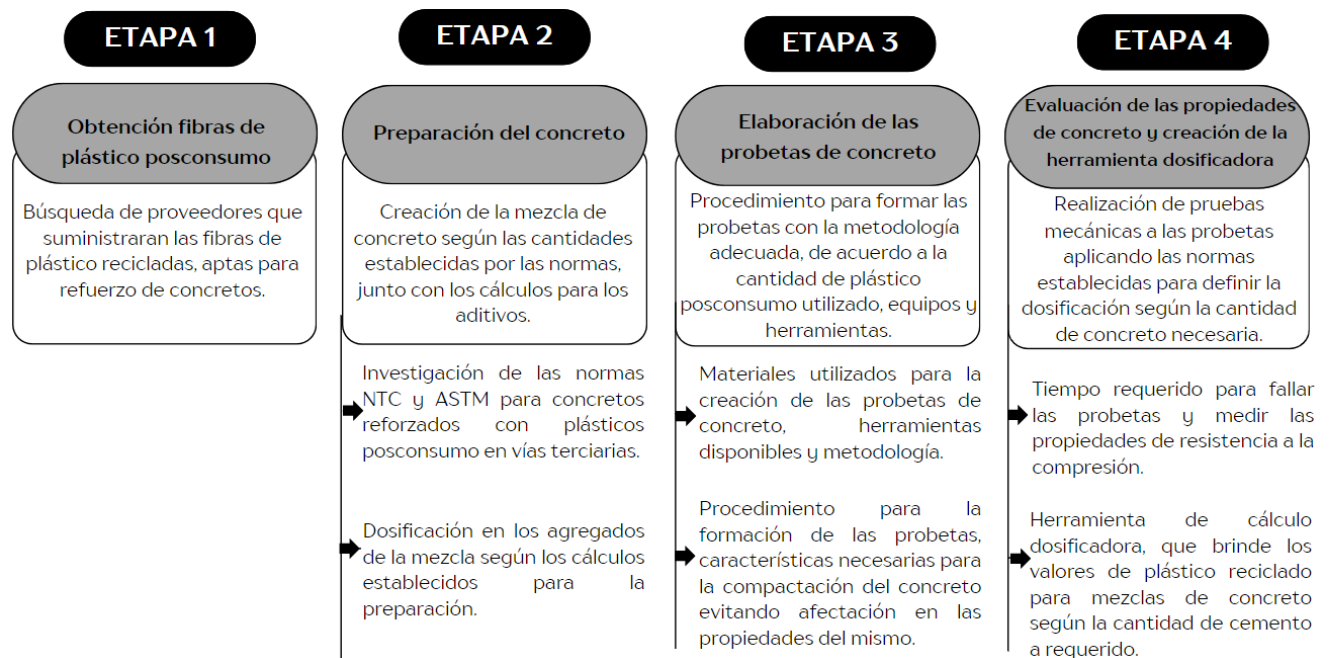 ETAPA 1
Obtención fibras de
plástico posconsumo
Búsqueda de proveedores que
suministraran las fibras de
plástico recicladas, aptas para
refuerzo de concretos.
ETAPA 2
Preparación del concreto
Creación de la mezcla de
concreto según las cantidades
establecidas por las normas,
junto con los cálculos para los
aditivos.
Investigación de las normas
NTC y ASTM para concretos
reforzados con plásticos
posconsumo en vías terciarias.
Dosificación en los agregados
de la mezcla según los cálculos
establecidos para la
preparación.
ETAPA 3
Elaboración de las
probetas de concreto
Procedimiento para formar las
probetas con la metodología
adecuada, de acuerdo a la
cantidad de plástico
posconsumo utilizado, equipos y
herramientas.
Materiales utilizados para la
creación de las probetas de
concreto, herramientas
disponibles y metodología.
Procedimiento para la
formación de las probetas,
características necesarias para
la compactación del concreto
evitando afectación en las
propiedades del mismo.
ETAPA 4
Evaluación de las propiedades
de concreto y creación de la
herramienta dosificadora
Realización de pruebas
mecánicas a las probetas
aplicando las normas
establecidas para definir la
dosificación según la cantidad
de concreto necesaria.
Tiempo requerido para fallar
las probetas y medir las
propiedades de resistencia a la
compresión.
Herramienta de cálculo
dosificadora, que brinde los
valores de plástico reciclado
para mezclas de concreto
según la cantidad de cemento
a requerido.